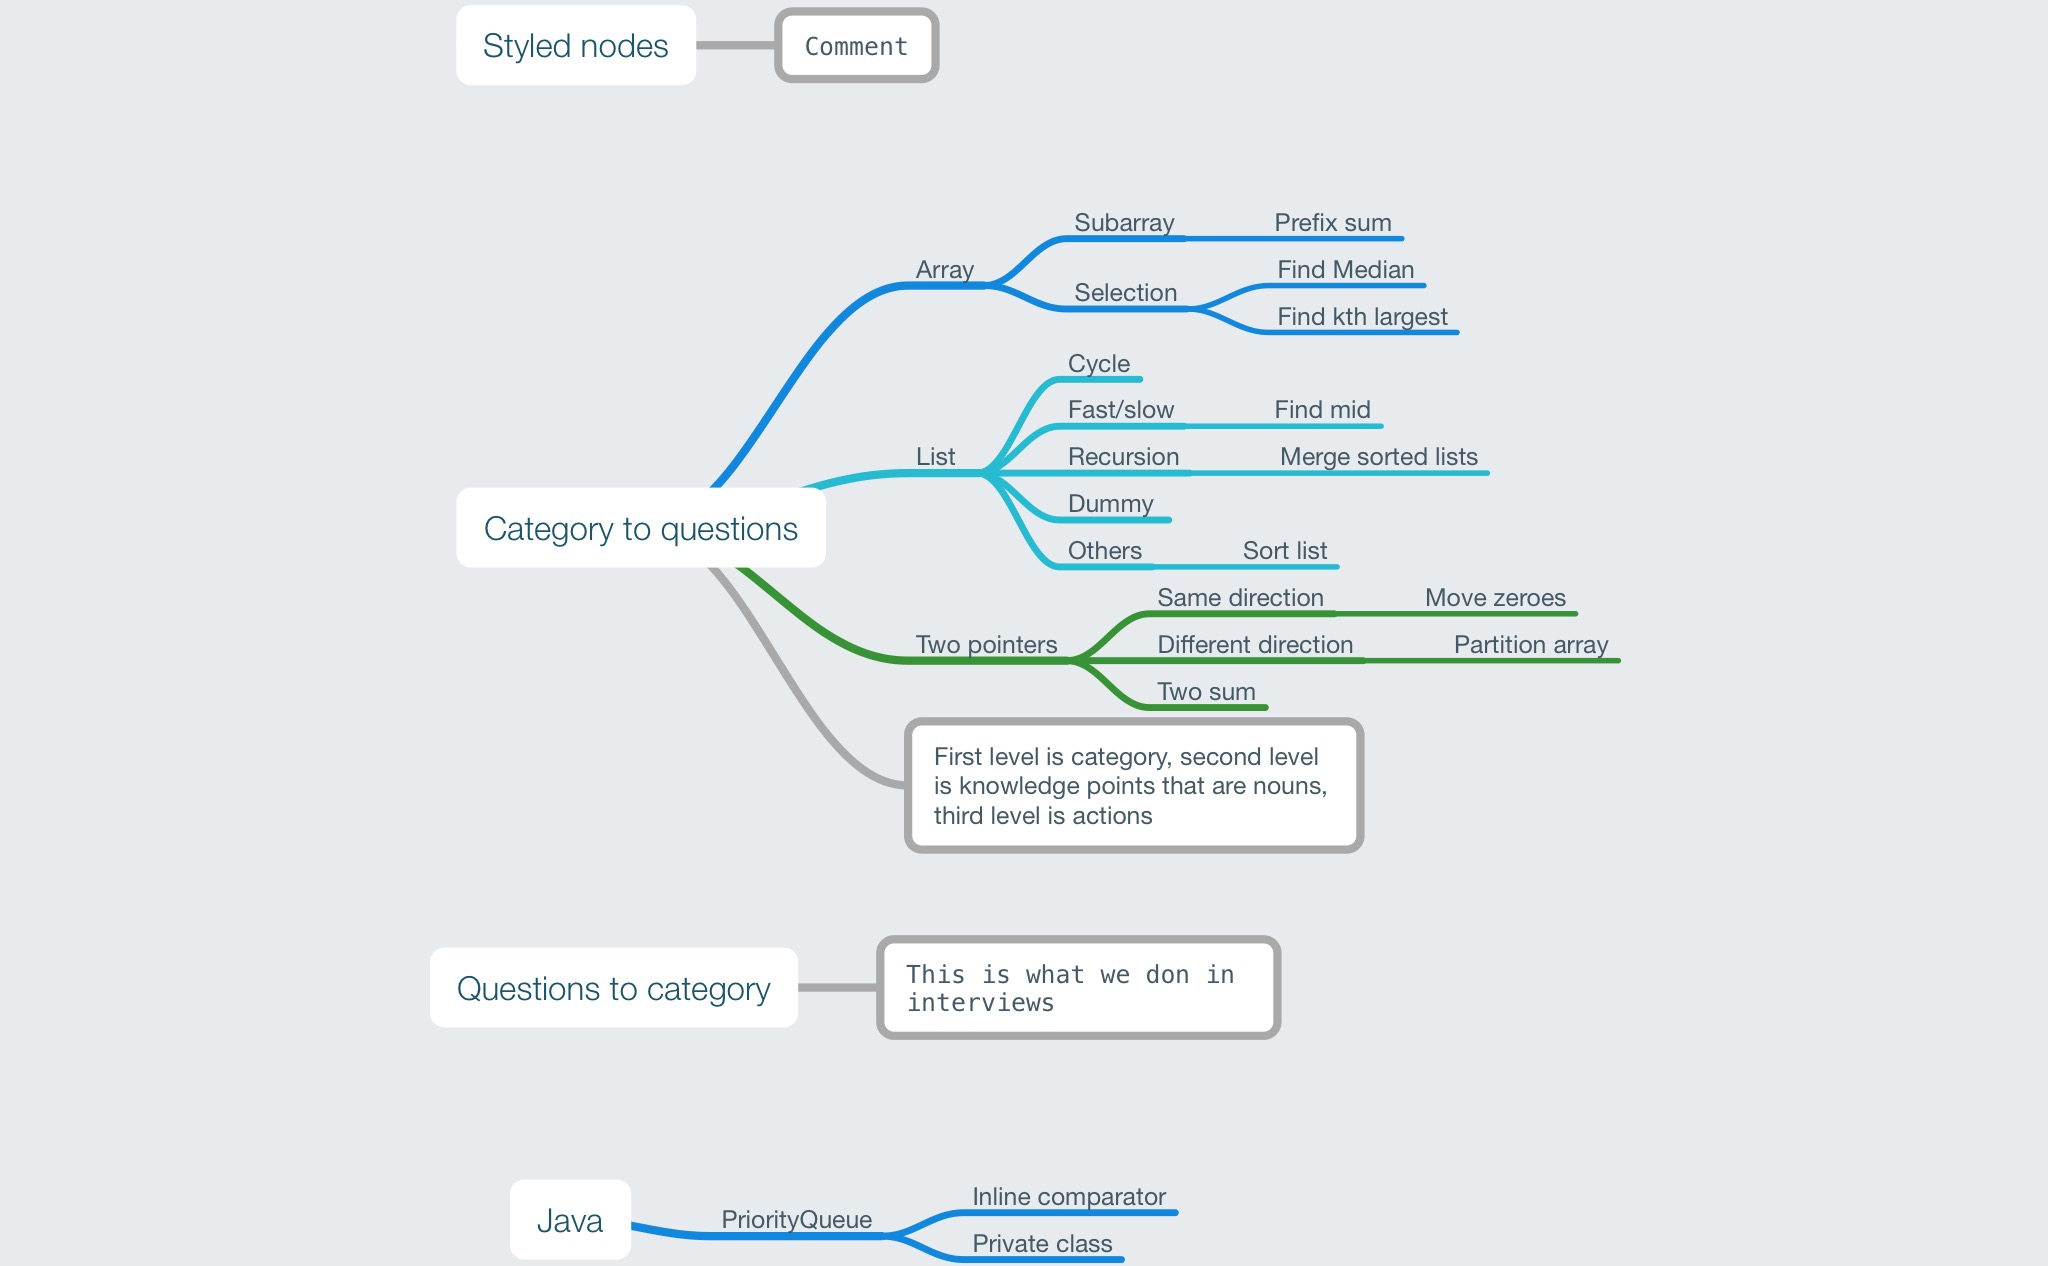 Styled nodes
Comment
Subarray
Prefix sum
Array
Find Median
Selection
Find kth largest
Cycle
Fast/slow
Find mid
List
Recursion
Merge sorted lists
Dummy
Category to questions
Others
Sort list
Same direction
Move zeroes
Two pointers
Different direction
Partition array
Two sum
First level is category, second level
is knowledge points that are nouns,
third level is actions
Questions to category
This is what we don in
interviews
Java
PriorityQueue
Inline comparator
Private class